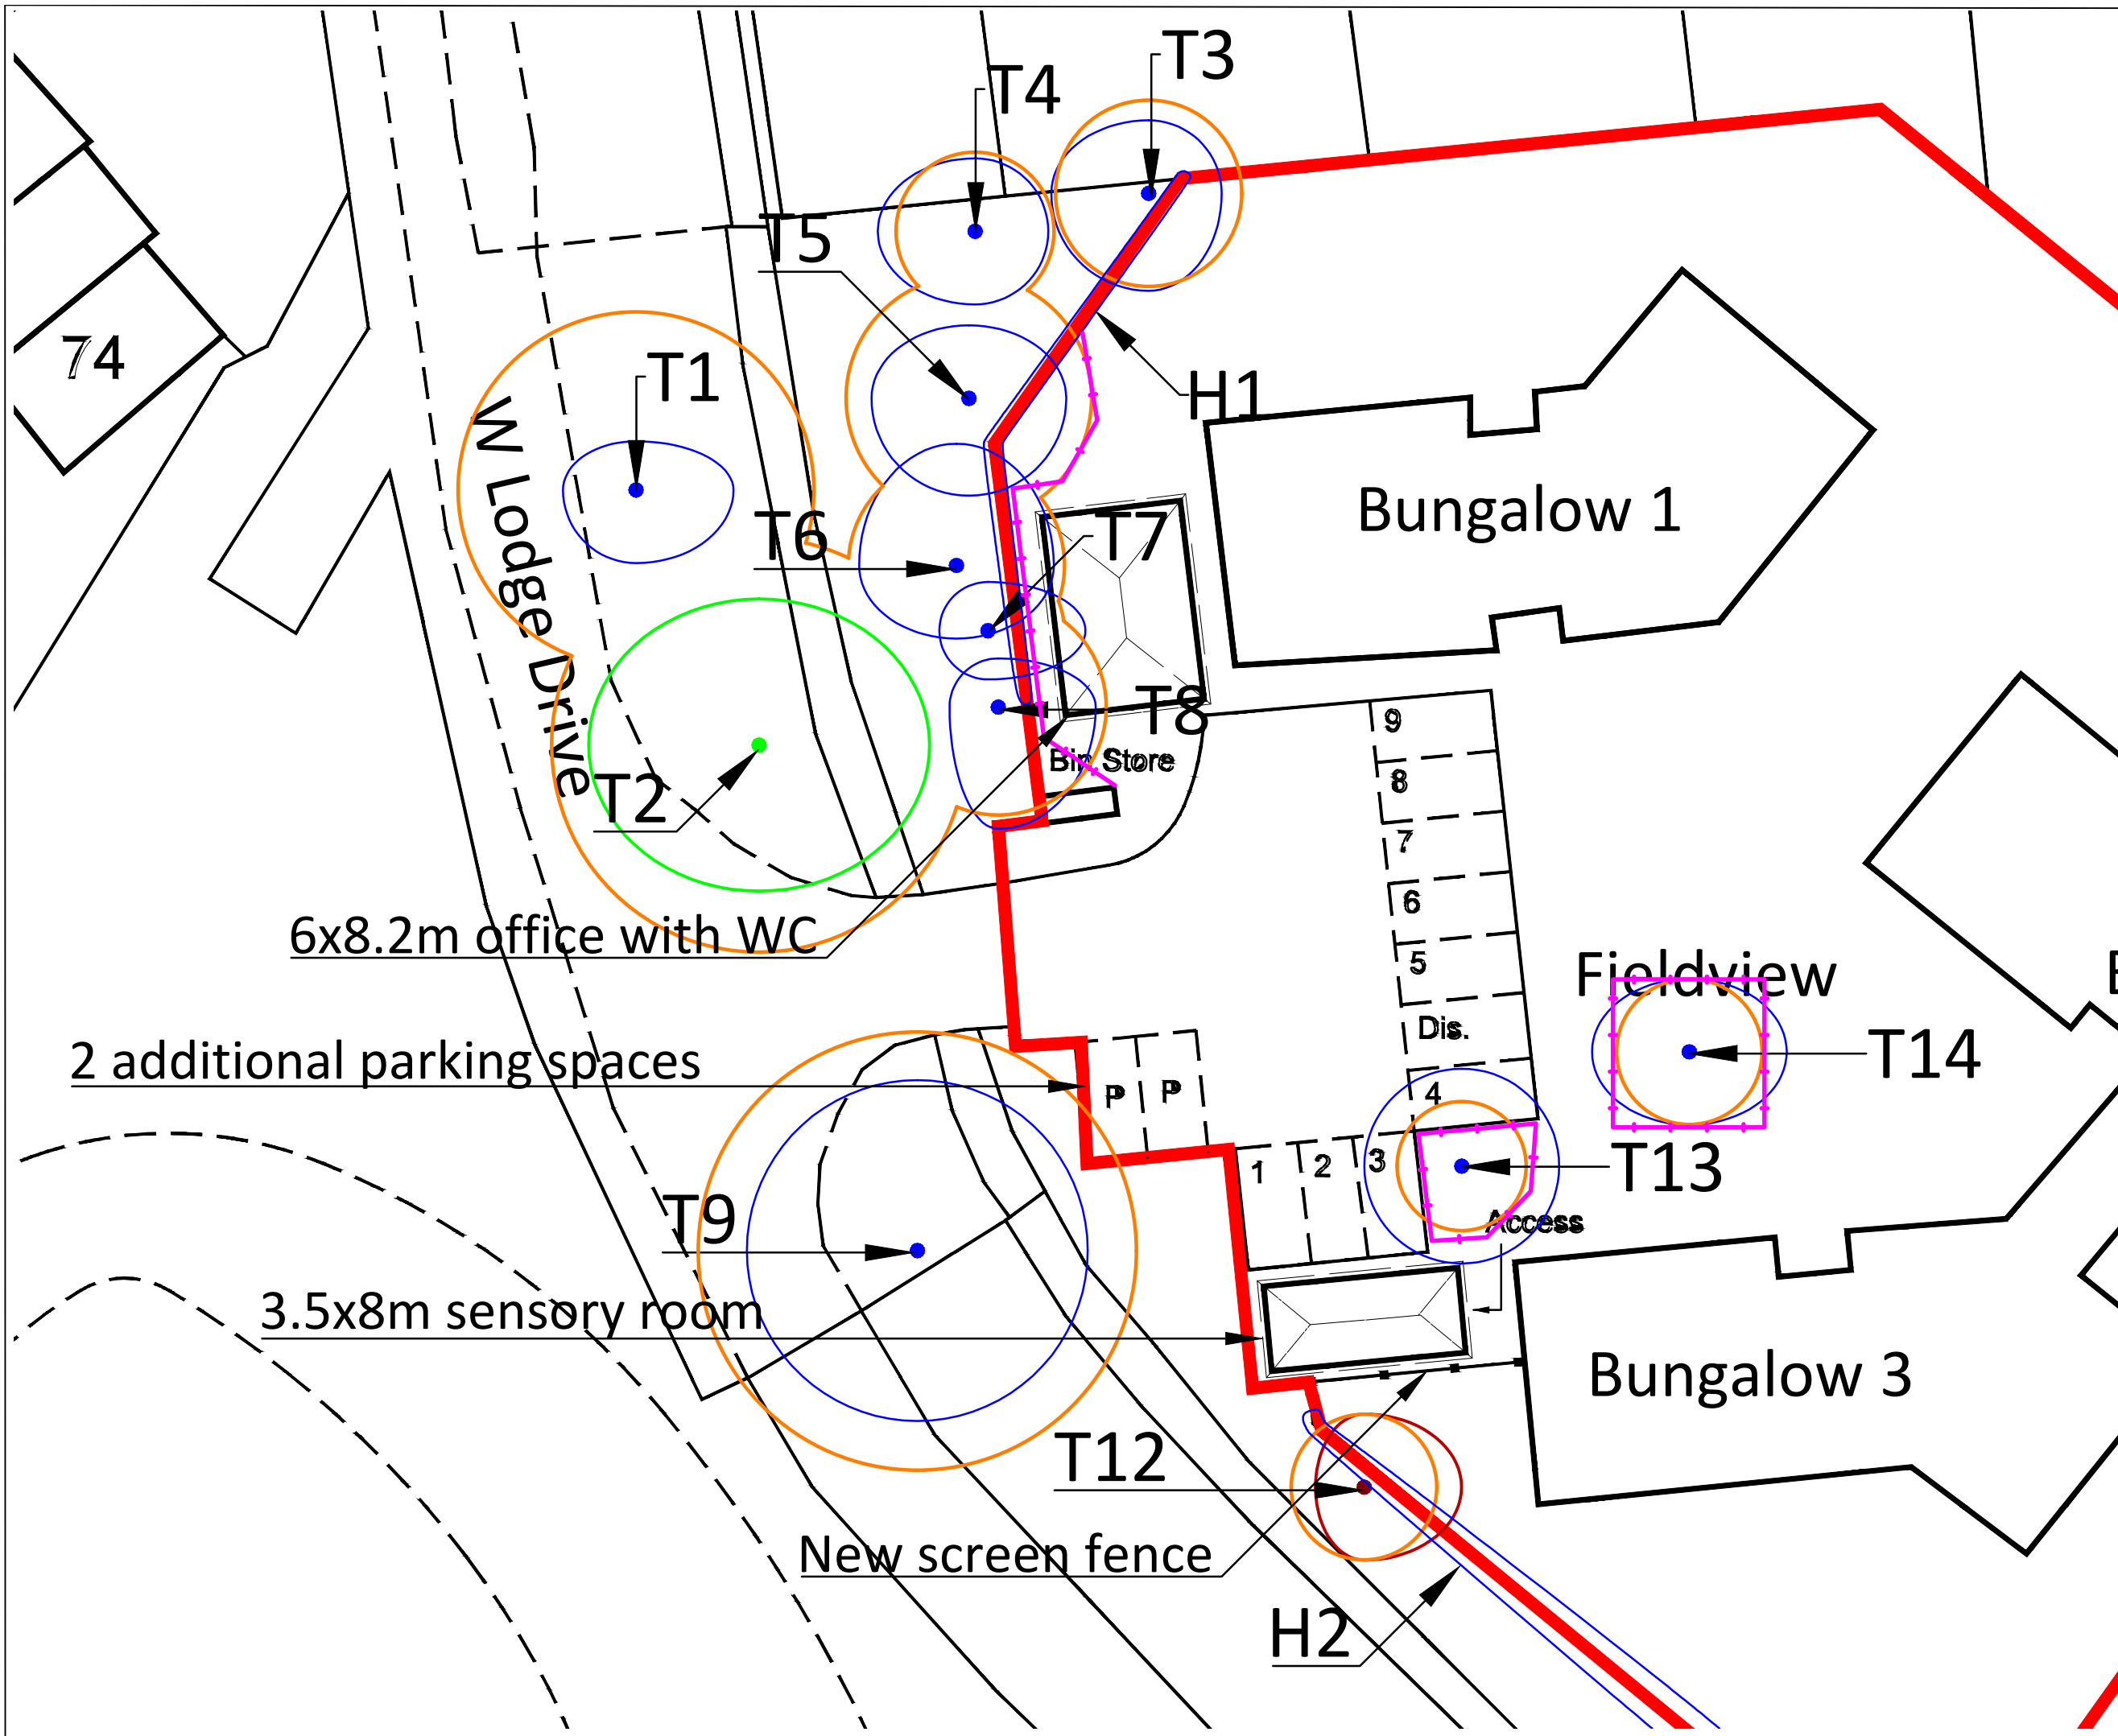 T3
T4
T5
74
T1
H1
W Lodge Drive
Bungalow 1
T6
T7
T8
9
Bin Store
8
T2
7
6
6x8.2m office with WC
5
Fieldview
Dis.
2 additional parking spaces
P
P
4
T14
1
2
3
T13
T9
Access
3.5x8m sensory room
Bungalow 3
T12
New screen fence
H2